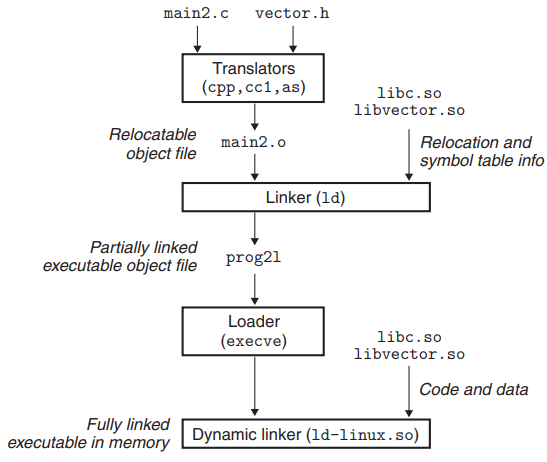 main2.c vector.h
Translators
(cpp,cc1,as)
libc.so
libvector.so
Relocatable
object file
main2.o
Relocation and
symbol table info
Linker (ld)
Partially linked
executable object file
prog2l
Loader
(execve)
libc.so
libvector.so
Code and data
Fully linked
executable in memory
Dynamic linker (ld-linux.so)